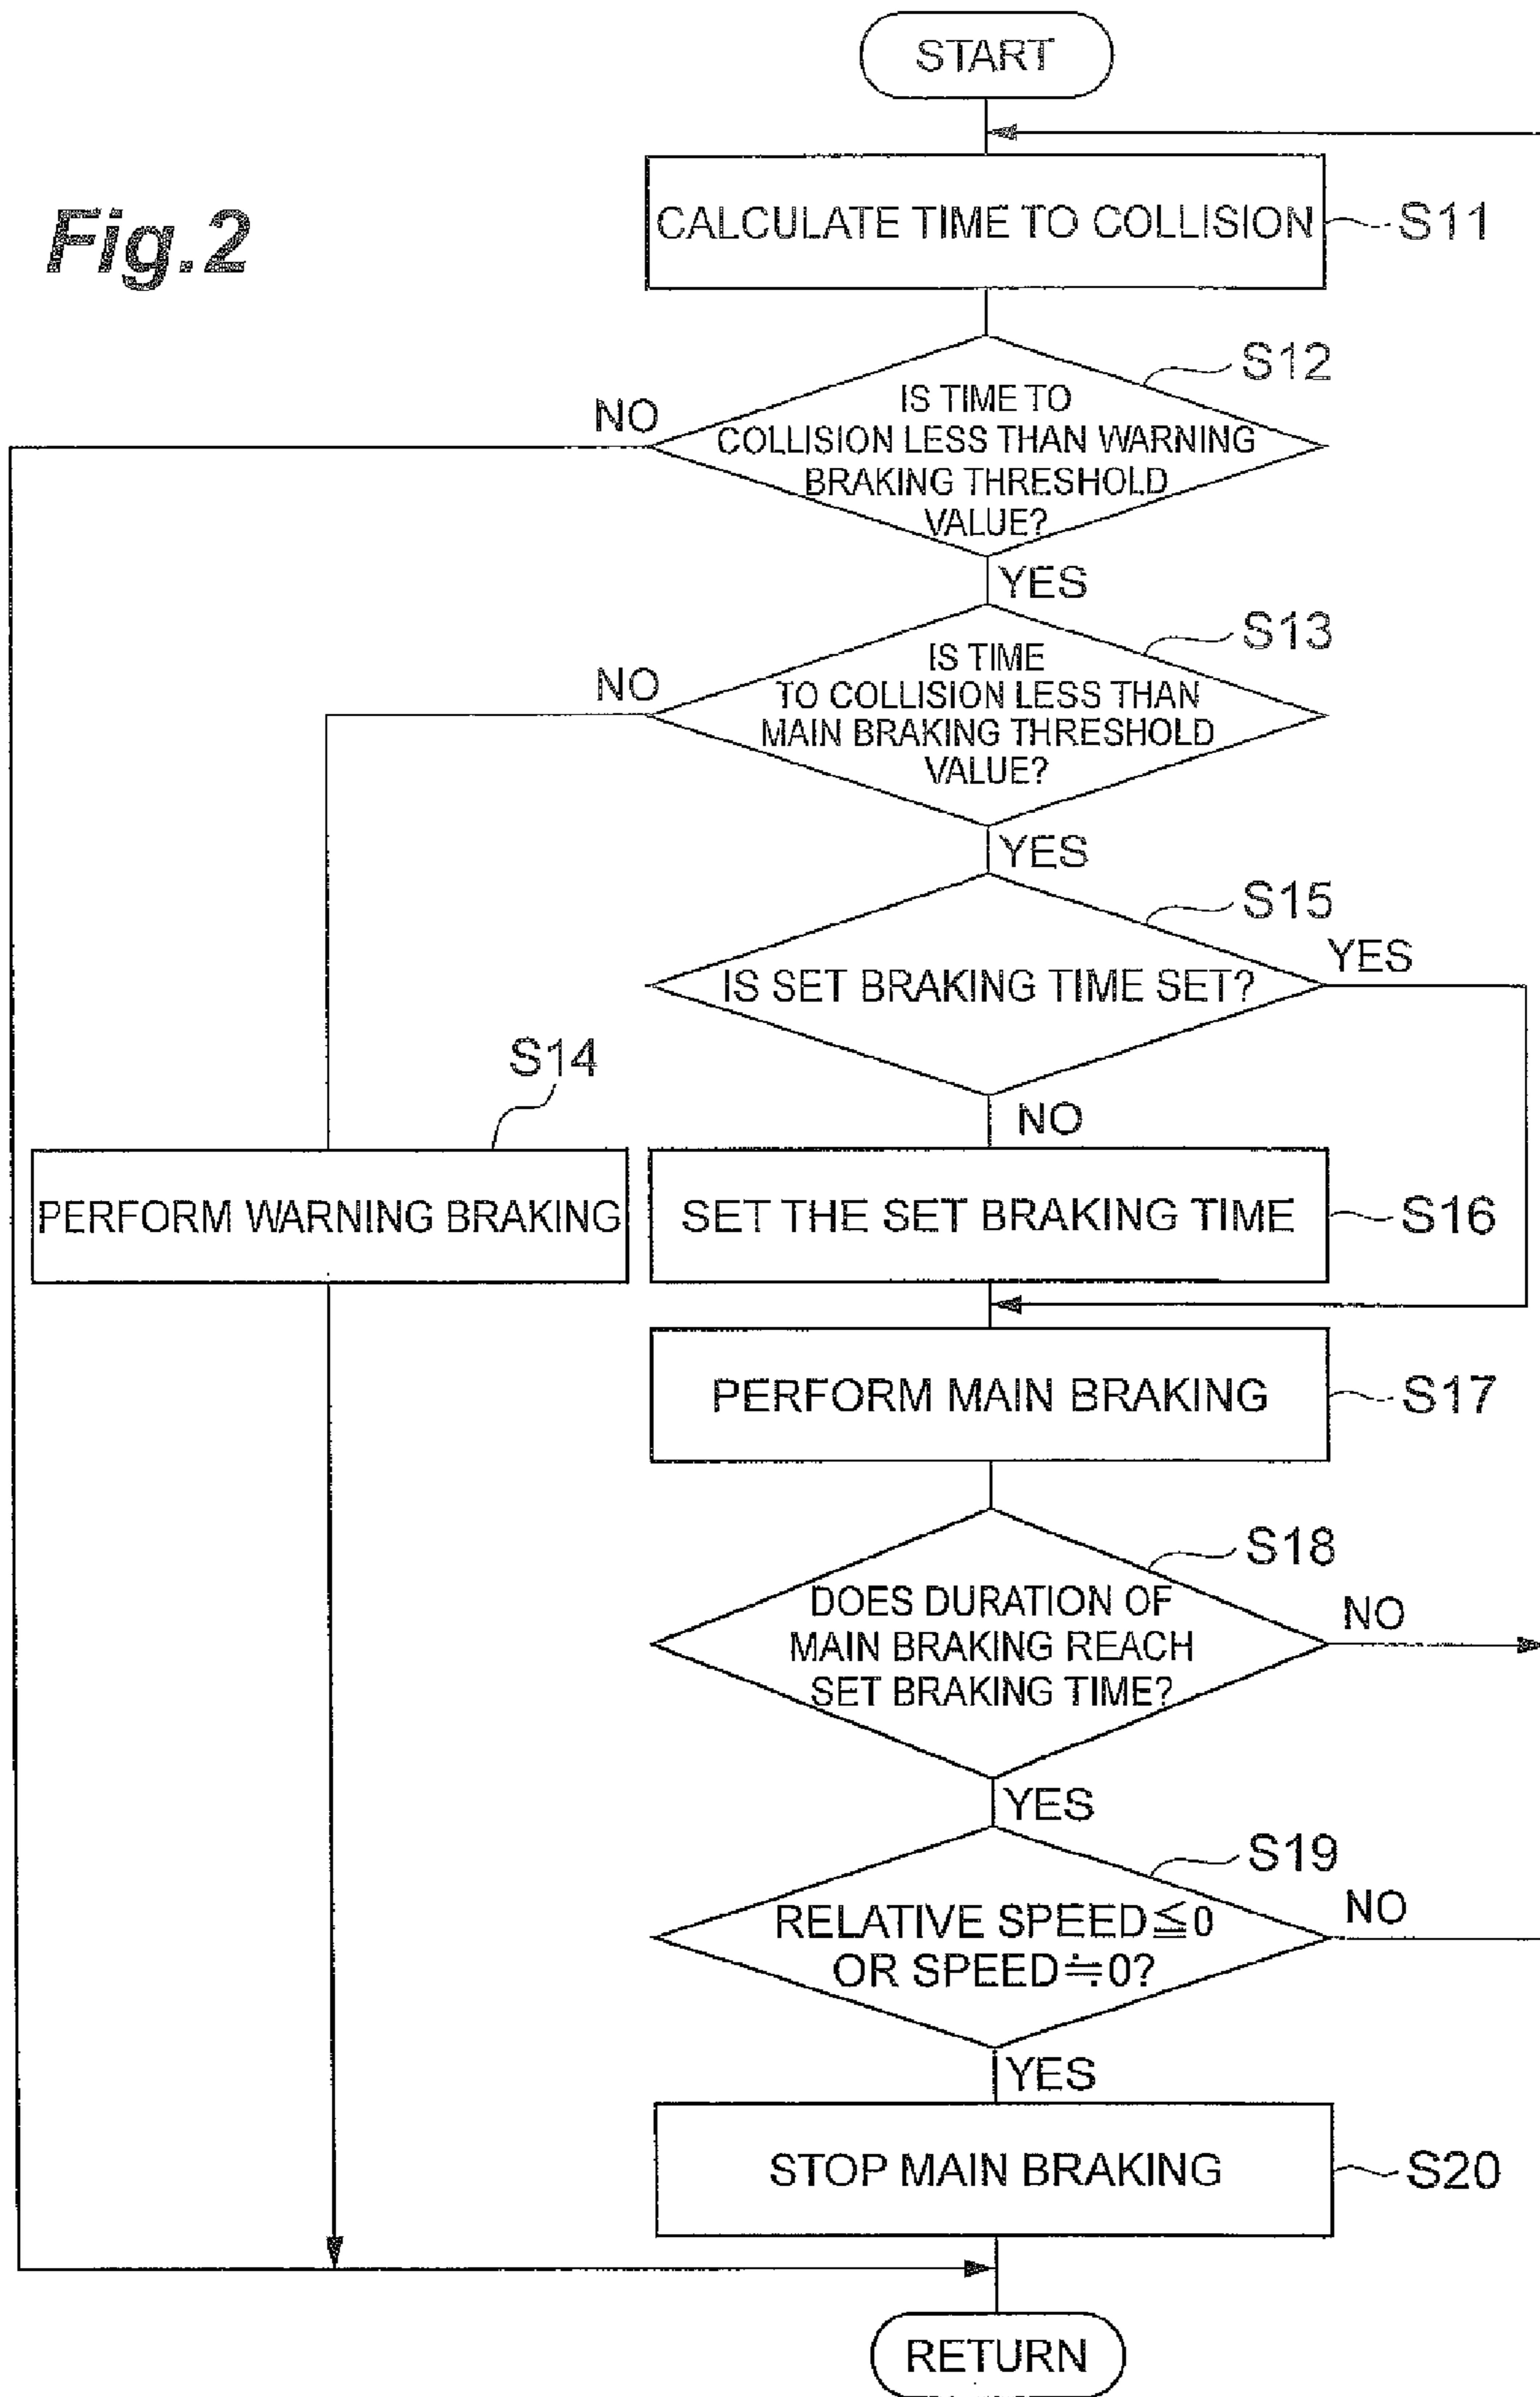 START
Fig.2
CALCULATE TIME TO COLLISION
S11
S12
NO
IS TIME TO
COLLISION LESS THAN WARNING
BRAKING THRESHOLD
VALUE?
YES
S13
NO
IS TIME
TO COLLISION LESS THAN
MAIN BRAKING THRESHOLD
VALUE?
YES
S15
YES
IS SET BRAKING TIME SET?
S14
NO
PERFORM WARNING BRAKING
SET THE SET BRAKING TIME
S16
PERFORM MAIN BRAKING
S17
S18
DOES DURATION OF
MAIN BRAKING REACH
SET BRAKING TIME?
NO
YES
S19
RELATIVE SPEED≦0
OR SPEED≒0?
NO
YES
STOP MAIN BRAKING
S20
RETURN